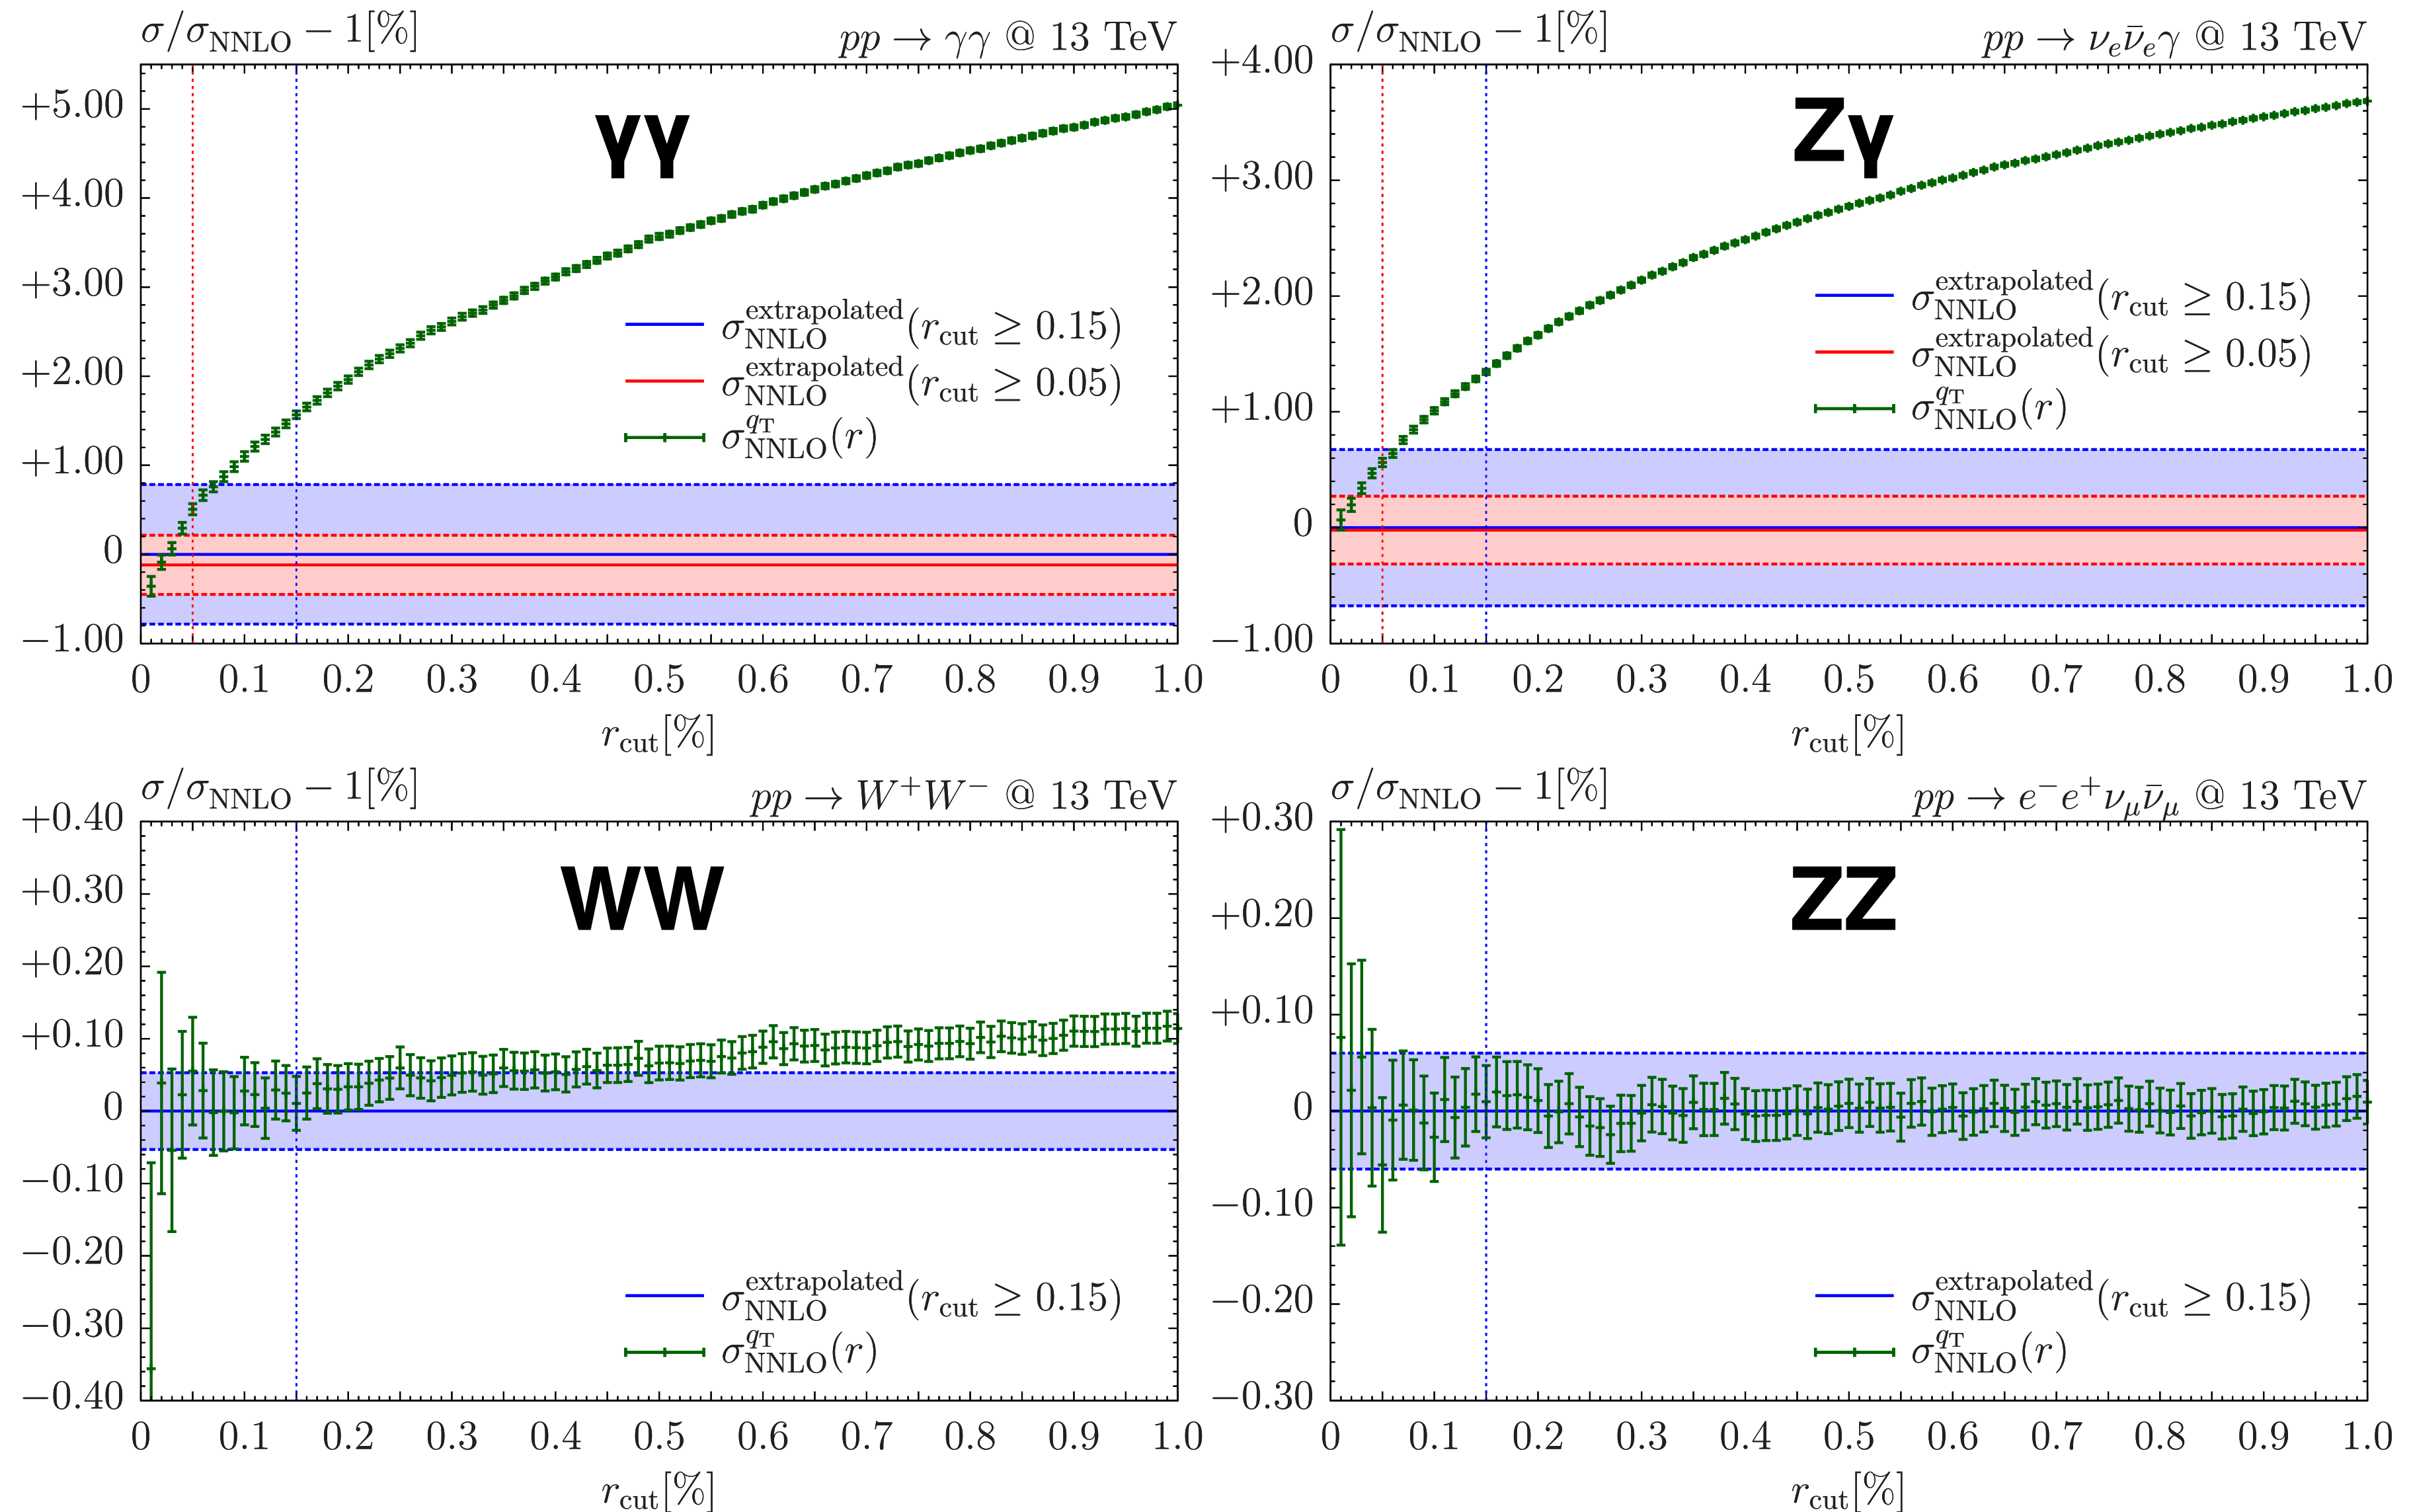 σ/σ_NNLO − 1[%]
pp → γγ @ 13 TeV
+5.00
+4.00
+3.00
+2.00
+1.00
0
−1.00
γγ
σ_NNLO^extrapolated(r_cut ≥ 0.15)
σ_NNLO^extrapolated(r_cut ≥ 0.05)
σ_NNLO^qT(r)
0 0.1 0.2 0.3 0.4 0.5 0.6 0.7 0.8 0.9 1.0
r_cut[%]
σ/σ_NNLO − 1[%]
pp → ν_e ν̄_e γ @ 13 TeV
+4.00
+3.00
+2.00
+1.00
0
−1.00
Zγ
σ_NNLO^extrapolated(r_cut ≥ 0.15)
σ_NNLO^extrapolated(r_cut ≥ 0.05)
σ_NNLO^qT(r)
0 0.1 0.2 0.3 0.4 0.5 0.6 0.7 0.8 0.9 1.0
r_cut[%]
σ/σ_NNLO − 1[%]
pp → W⁺W⁻ @ 13 TeV
+0.40
+0.30
+0.20
+0.10
0
−0.10
−0.20
−0.30
−0.40
WW
σ_NNLO^extrapolated(r_cut ≥ 0.15)
σ_NNLO^qT(r)
0 0.1 0.2 0.3 0.4 0.5 0.6 0.7 0.8 0.9 1.0
r_cut[%]
σ/σ_NNLO − 1[%]
pp → e⁻e⁺ν_μ ν̄_μ @ 13 TeV
+0.30
+0.20
+0.10
0
−0.10
−0.20
−0.30
ZZ
σ_NNLO^extrapolated(r_cut ≥ 0.15)
σ_NNLO^qT(r)
0 0.1 0.2 0.3 0.4 0.5 0.6 0.7 0.8 0.9 1.0
r_cut[%]